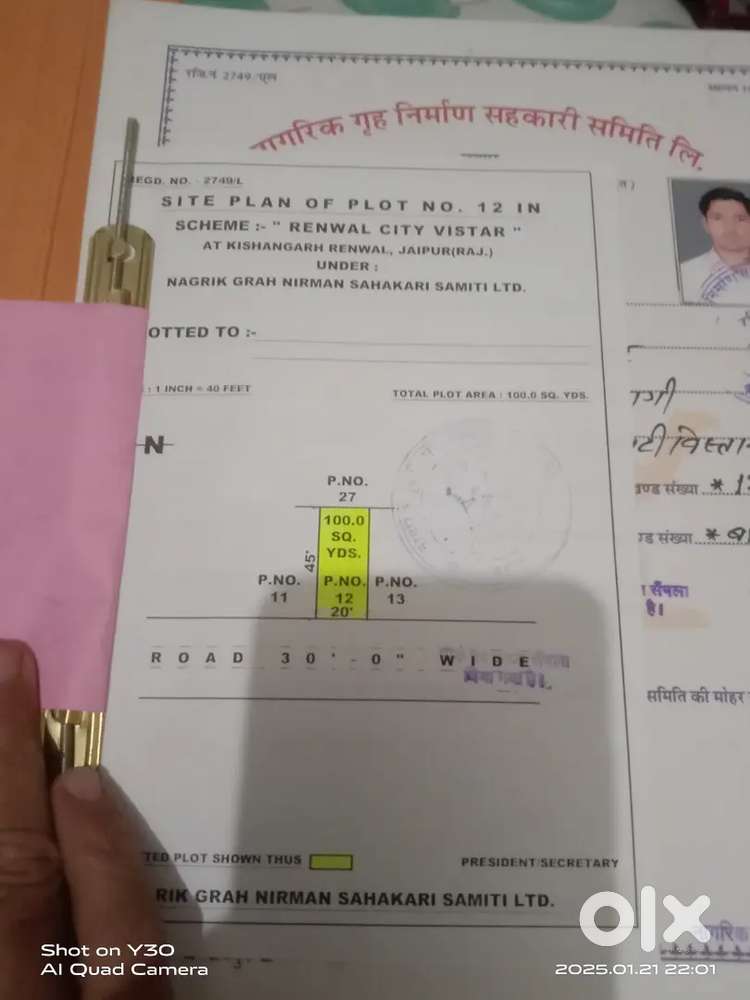 रजि.नं 2749/एल
नागरिक गृह निर्माण सहकारी समिति लि.
REGD. NO. - 2749/L
SITE PLAN OF PLOT NO. 12 IN
SCHEME :- " RENWAL CITY VISTAR "
AT KISHANGARH RENWAL, JAIPUR(RAJ.)
UNDER :
NAGRIK GRAH NIRMAN SAHAKARI SAMITI LTD.
OTTED TO :-
: 1 INCH = 40 FEET
TOTAL PLOT AREA : 100.0 SQ. YDS.
N
P.NO.
27
100.0
SQ.
YDS.
45'
P.NO.
11
P.NO.
12
20'
P.NO.
13
ROAD 30'-0" WIDE
किया गया है।
TED PLOT SHOWN THUS
PRESIDENT/SECRETARY
RIK GRAH NIRMAN SAHAKARI SAMITI LTD.
ण्ड संख्या
ण्ड संख्या
है।
समिति की मोहर
नागरिक
olx
Shot on Y30
AI Quad Camera
2025.01.21 22:01